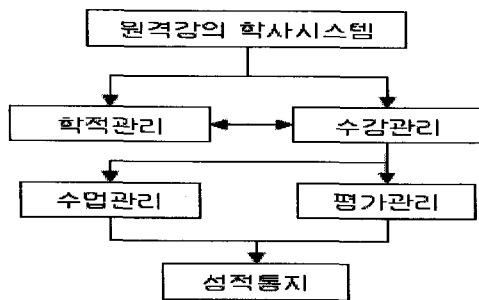 원격강의 학사시스템
학적관리
수강관리
수업관리
평가관리
성적통지